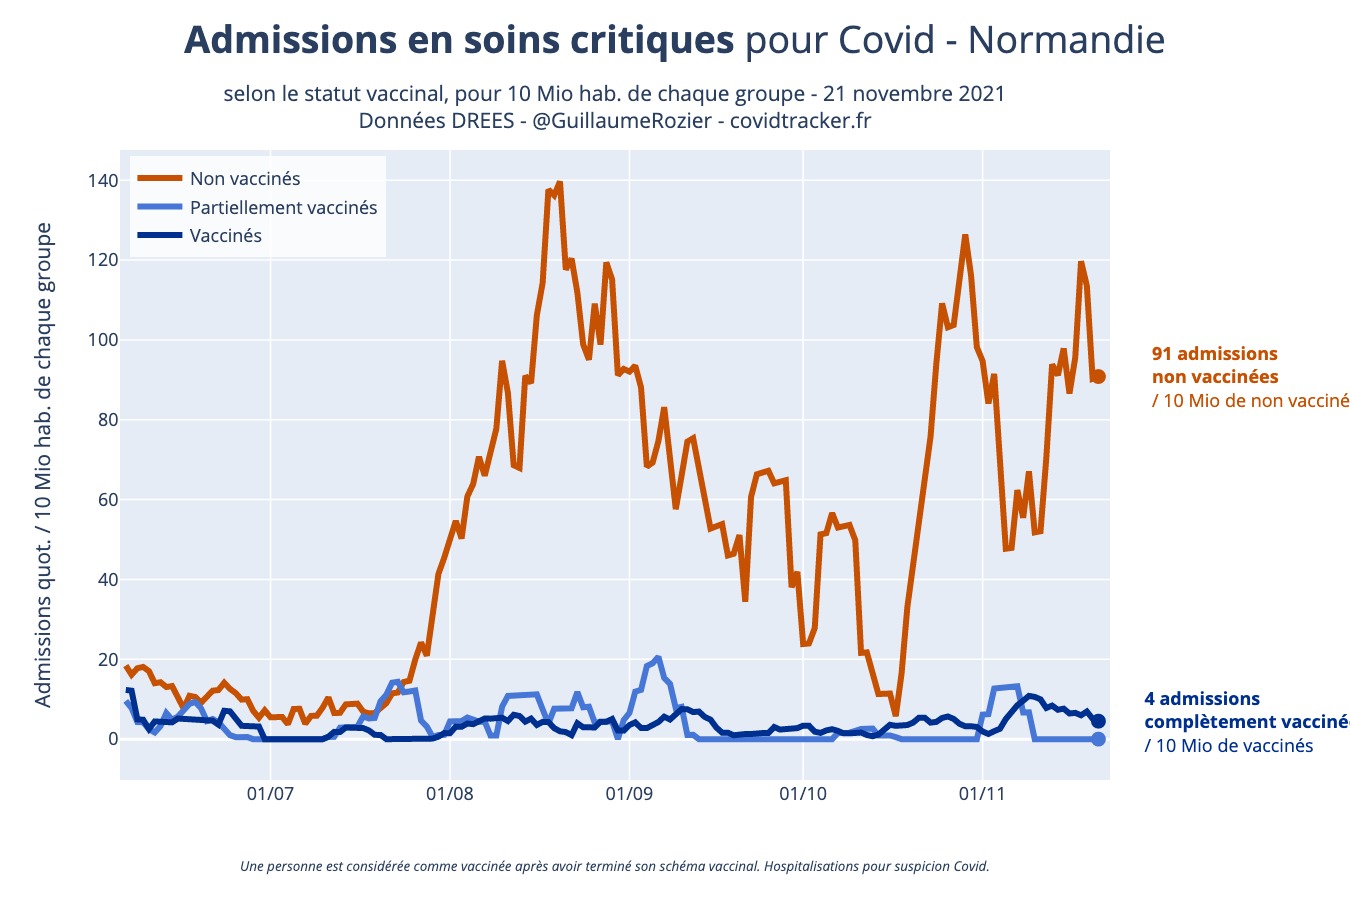 Admissions en soins critiques pour Covid - Normandie
selon le statut vaccinal, pour 10 Mio hab. de chaque groupe - 21 novembre 2021
Données DREES - @GuillaumeRozier - covidtracker.fr
Non vaccinés
Partiellement vaccinés
Vaccinés
Admissions quot. / 10 Mio hab. de chaque groupe
140
120
100
80
60
40
20
0
01/07
01/08
01/09
01/10
01/11
91 admissions
non vaccinées
/ 10 Mio de non vacciné
4 admissions
complètement vacciné
/ 10 Mio de vaccinés
Une personne est considérée comme vaccinée après avoir terminé son schéma vaccinal. Hospitalisations pour suspicion Covid.